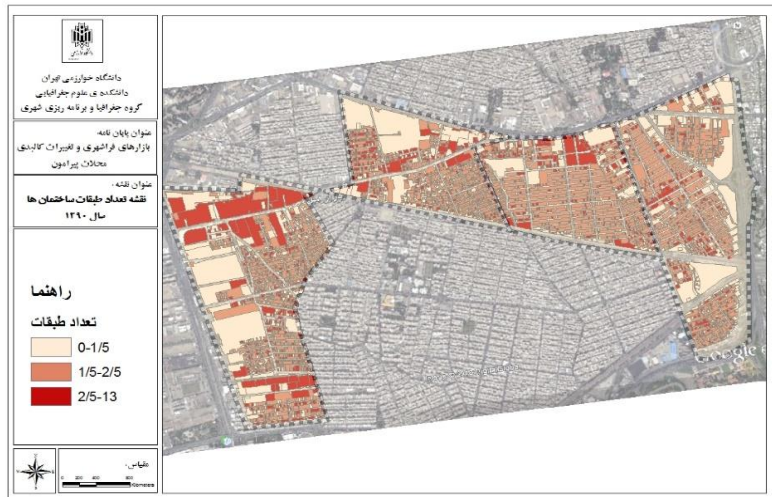 دانشگاه خوارزمی تهران
دانشکده ی علوم جغرافیایی
گروه جغرافیا و برنامه ریزی شهری
عنوان پایان نامه:
بازارهای فراشهری و تغییرات کالبدی
محلات پیرامون
عنوان نقشه:
نقشه تعداد طبقات ساختمان ها
سال ۱۳۹۰
راهنما
تعداد طبقات
0-1/5
1/5-2/5
2/5-13
مقیاس:
Google